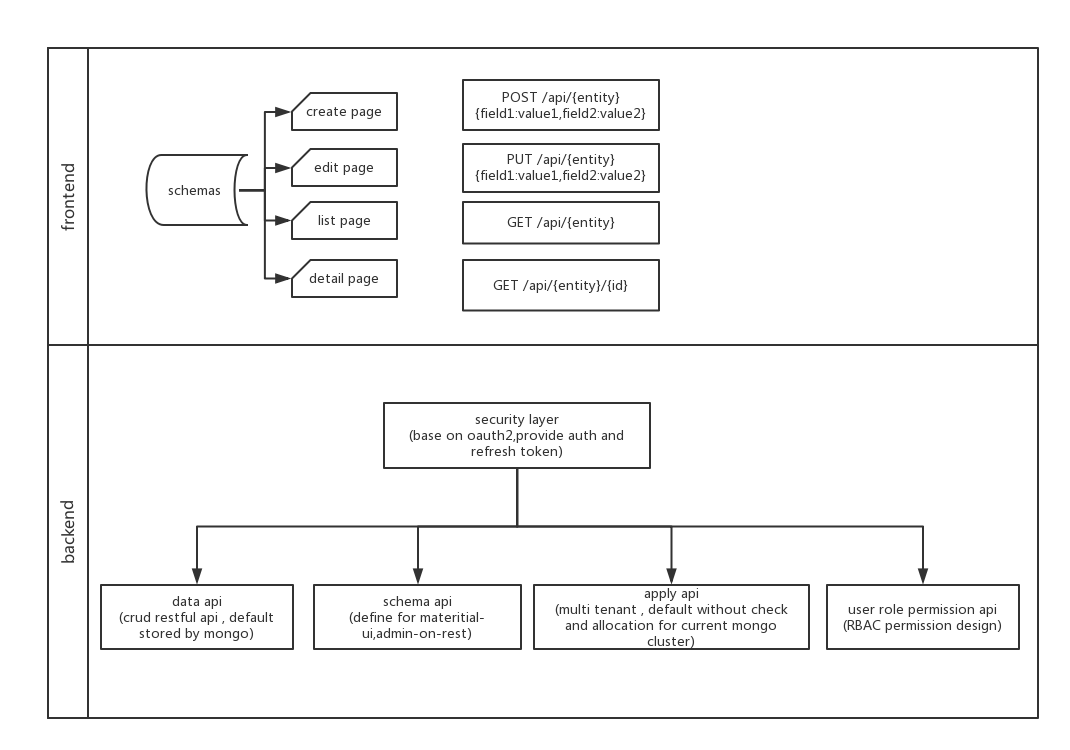 frontend
schemas
create page
edit page
list page
detail page
POST /api/{entity}
{field1:value1,field2:value2}
PUT /api/{entity}
{field1:value1,field2:value2}
GET /api/{entity}
GET /api/{entity}/{id}
backend
security layer
(base on oauth2,provide auth and
refresh token)
data api
(crud restful api , default
stored by mongo)
schema api
(define for materitial-
ui,admin-on-rest)
apply api
(multi tenant , default without check
and allocation for current mongo
cluster)
user role permission api
(RBAC permission design)